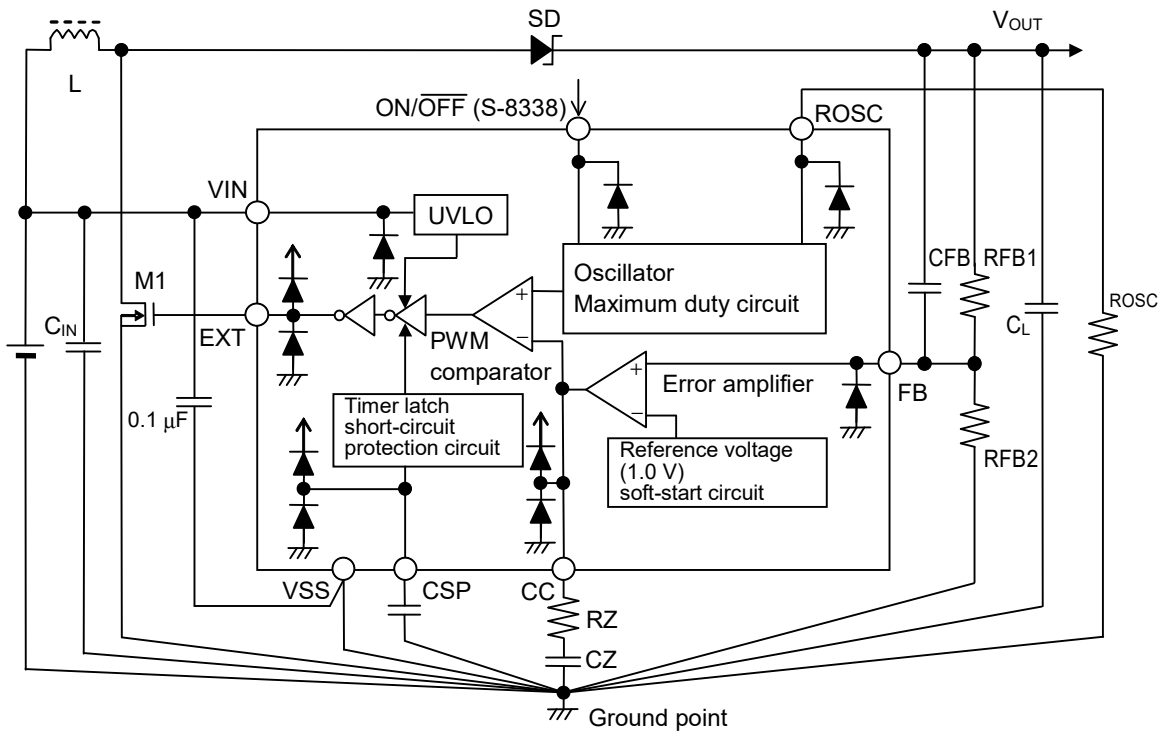 SD
VOUT
L
ON/OFF (S-8338)
ROSC
VIN
UVLO
M1
Oscillator
Maximum duty circuit
CFB
RFB1
ROSC
CIN
EXT
+
−
PWM
comparator
CL
+
−
Error amplifier
FB
0.1 μF
Timer latch
short-circuit
protection circuit
Reference voltage
(1.0 V)
soft-start circuit
RFB2
VSS
CSP
CC
RZ
CZ
Ground point